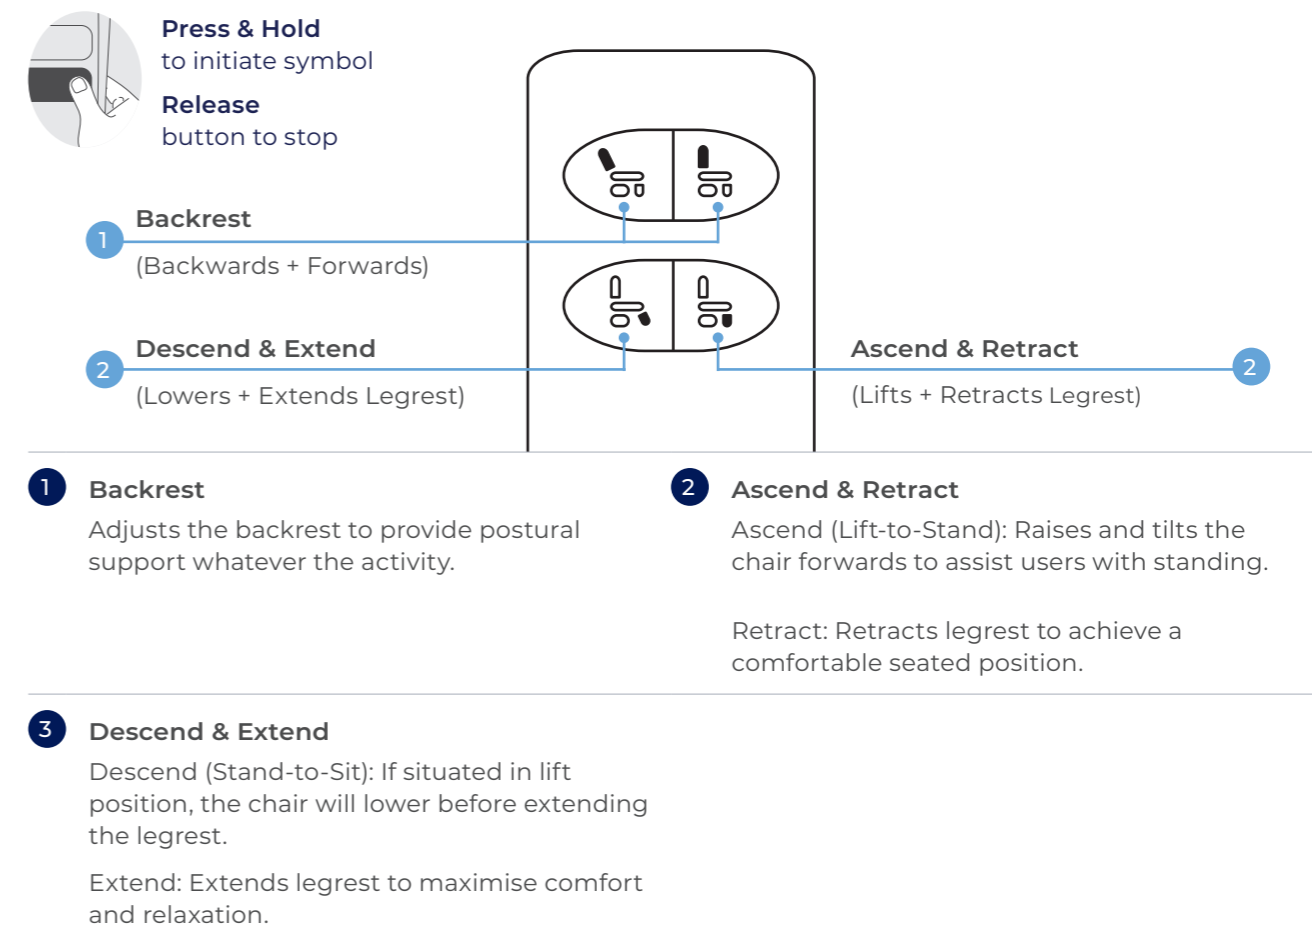 Press & Hold
to initiate symbol
Release
button to stop
1
Backrest
(Backwards + Forwards)
2
Descend & Extend
(Lowers + Extends Legrest)
Ascend & Retract
2
(Lifts + Retracts Legrest)
1
Backrest
Adjusts the backrest to provide postural
support whatever the activity.
2
Ascend & Retract
Ascend (Lift-to-Stand): Raises and tilts the
chair forwards to assist users with standing.
Retract: Retracts legrest to achieve a
comfortable seated position.
3
Descend & Extend
Descend (Stand-to-Sit): If situated in lift
position, the chair will lower before extending
the legrest.
Extend: Extends legrest to maximise comfort
and relaxation.